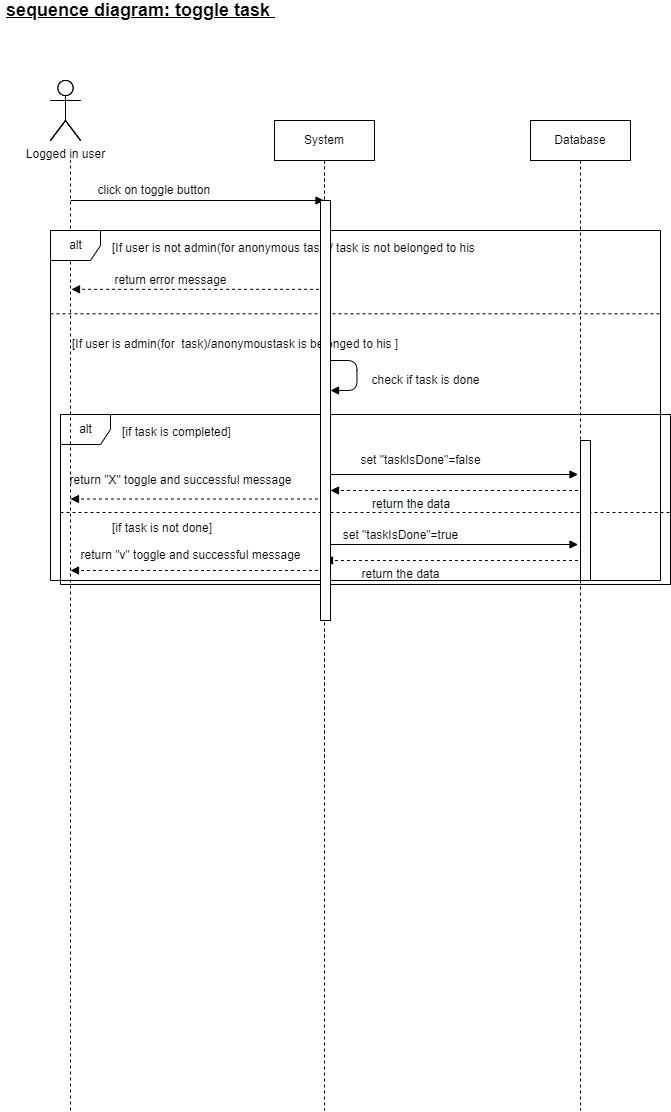 sequence diagram: toggle task
Logged in user
System
Database
click on toggle button
alt
[If user is not admin(for anonymous tas / task is not belonged to his
return error message
[If user is admin(for task)/anonymoustask is be onged to his ]
check if task is done
alt
[if task is completed]
set "taskIsDone"=false
return "X" toggle and successful message
return the data
[if task is not done]
set "taskIsDone"=true
return "v" toggle and successful message
return the data